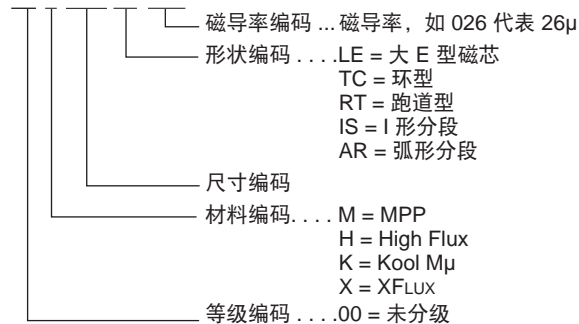 磁导率编码 ... 磁导率，如 026 代表 26μ
形状编码 . . . .LE = 大 E 型磁芯
TC = 环型
RT = 跑道型
IS = I 形分段
AR = 弧形分段
尺寸编码
材料编码. . . . M = MPP
H = High Flux
K = Kool Mμ
X = XFLUX
等级编码 . . . .00 = 未分级